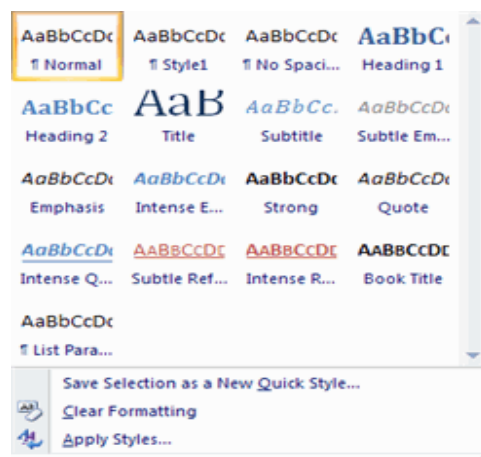 AaBbCcDc AaBbCcDc AaBbCcDc AaBbC
¶ Normal ¶ Style1 ¶ No Spaci... Heading 1
AaBbCc AaB AaBbCc. AaBbCcDc
Heading 2 Title Subtitle Subtle Em...
AaBbCcDc AaBbCcDc AaBbCcDc AaBbCcDc
Emphasis Intense E... Strong Quote
AaBbCcDc AABBCCDC AABBCCDC AABBCCDC
Intense Q... Subtle Ref... Intense R... Book Title
AaBbCcDc
¶ List Para...
Save Selection as a New Quick Style...
Clear Formatting
Apply Styles...